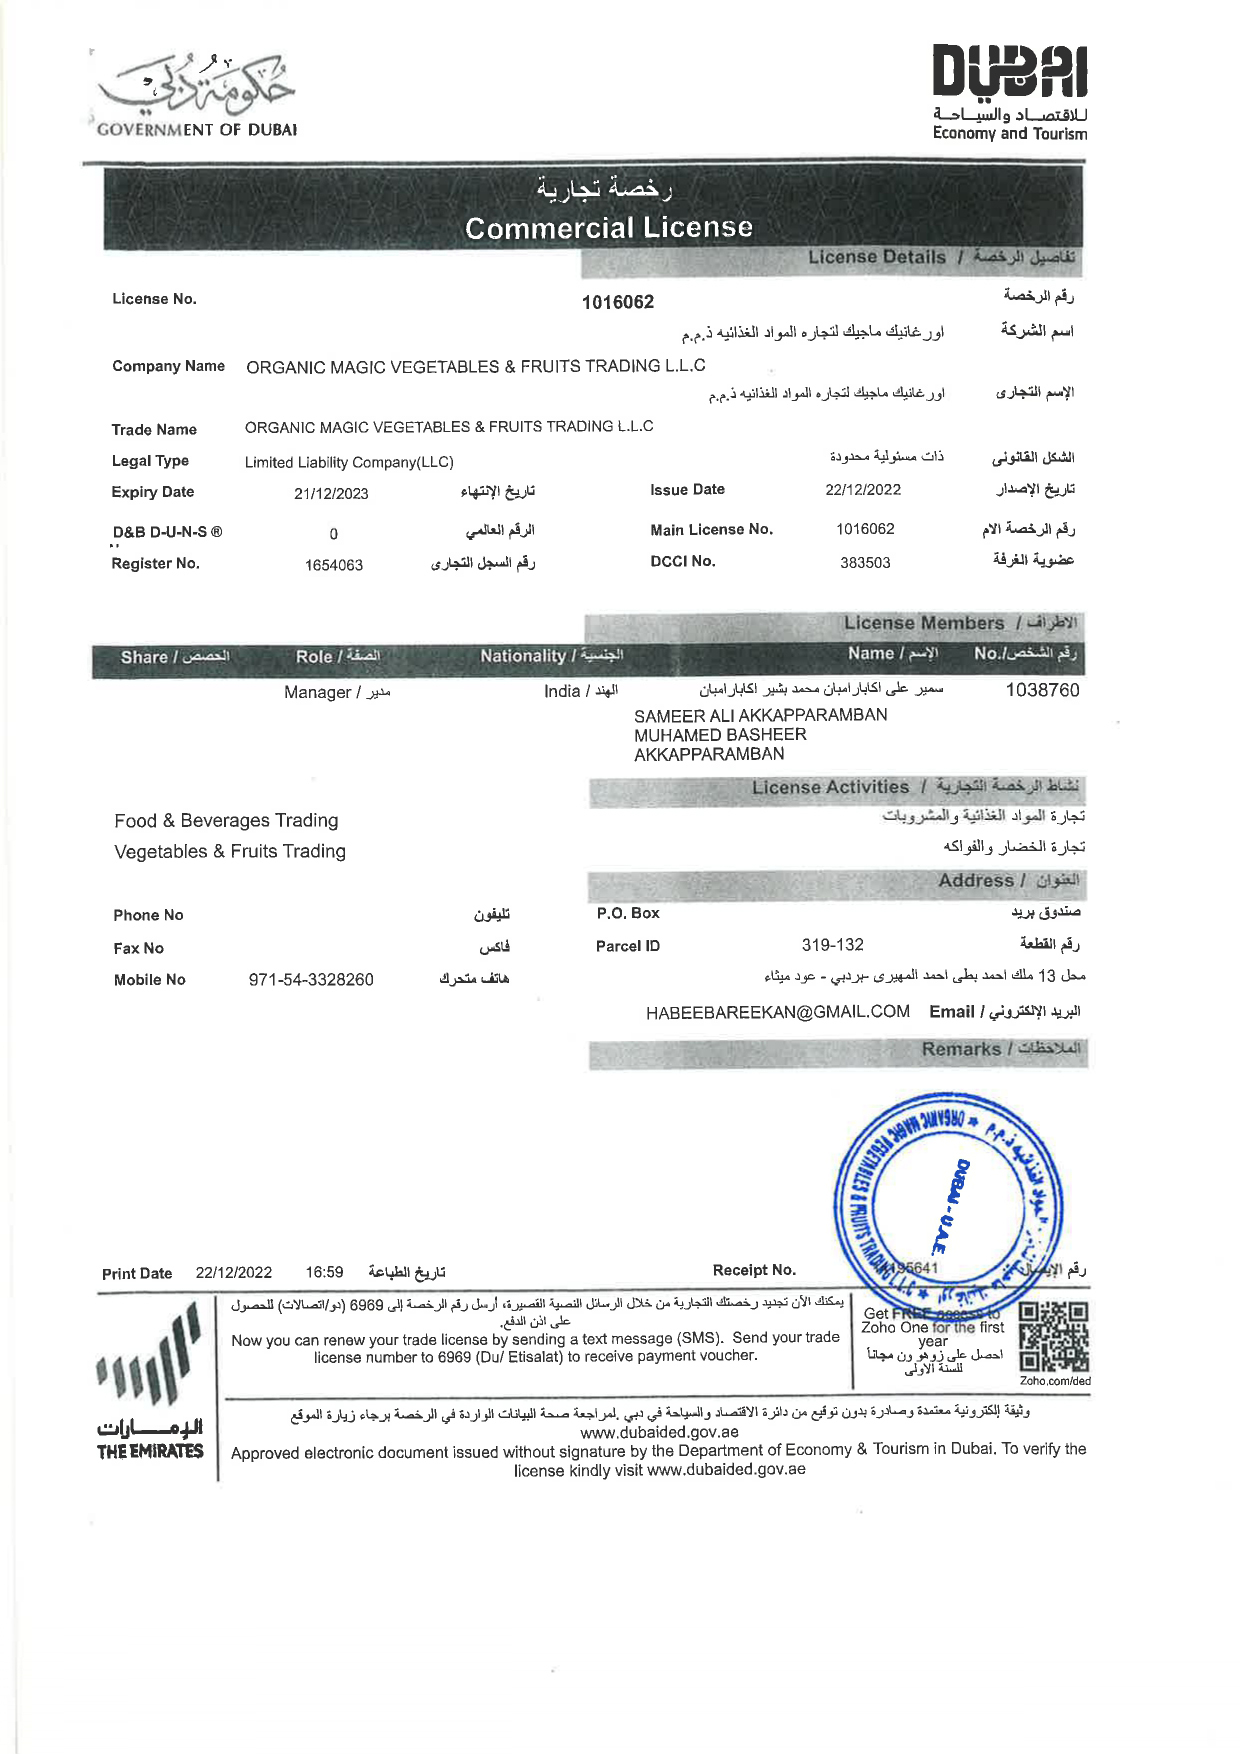 حكومة دبي
GOVERNMENT OF DUBAI
DUBAI
للاقتصاد والسياحة
Economy and Tourism
رخصة تجارية
Commercial License
License Details / تفاصيل الرخصة
License No. 1016062 رقم الرخصة
اورغانيك ماجيك لتجاره المواد الغذائيه ذ.م.م اسم الشركة
Company Name ORGANIC MAGIC VEGETABLES & FRUITS TRADING L.L.C
اورغانيك ماجيك لتجاره المواد الغذائيه ذ.م.م الإسم التجارى
Trade Name ORGANIC MAGIC VEGETABLES & FRUITS TRADING L.L.C
Legal Type Limited Liability Company(LLC) ذات مسئولية محدودة الشكل القانونى
Expiry Date 21/12/2023 تاريخ الإنتهاء Issue Date 22/12/2022 تاريخ الإصدار
D&B D-U-N-S ® 0 الرقم العالمي Main License No. 1016062 رقم الرخصة الام
Register No. 1654063 رقم السجل التجارى DCCI No. 383503 عضوية الغرفة
License Members / الاطراف
Share / الحصص Role / الصفة Nationality / الجنسية Name / الإسم No./رقم الشخص
Manager / مدير India / الهند سمير على اكابارامبان محمد بشير اكابارامبان 1038760
SAMEER ALI AKKAPPARAMBAN
MUHAMED BASHEER
AKKAPPARAMBAN
License Activities / نشاط الرخصة التجارية
Food & Beverages Trading تجارة المواد الغذائية والمشروبات
Vegetables & Fruits Trading تجارة الخضار والفواكه
Address / العنوان
Phone No تليفون P.O. Box صندوق بريد
Fax No فاكس Parcel ID 319-132 رقم القطعة
Mobile No 971-54-3328260 هاتف متحرك محل 13 ملك احمد بطى احمد المهيرى -بردبي - عود ميثاء
HABEEBAREEKAN@GMAIL.COM Email / البريد الإلكتروني
Remarks / الملاحظات
ORGANIC MAGIC VEGETABLES & FRUITS TRADING L.L.C
DUBAI - U.A.E.
Print Date 22/12/2022 16:59 تاريخ الطباعة Receipt No. رقم الإيصال
يمكنك الأن تجديد رخصتك التجارية من خلال الرسائل النصية القصيرة، أرسل رقم الرخصة إلى 6969 (دو/اتصالات) للحصول
على اذن الدفع.
Now you can renew your trade license by sending a text message (SMS). Send your trade
license number to 6969 (Du/ Etisalat) to receive payment voucher.
Get FREE access to
Zoho One for the first
year
احصل على زوهو ون مجاناً
للسنة الأولى
Zoho.com/ded
الإمارات
THE EMIRATES
وثيقة إلكترونية معتمدة وصادرة بدون توقيع من دائرة الاقتصاد والسياحة في دبي. لمراجعة صحة البيانات الواردة في الرخصة برجاء زيارة الموقع
www.dubaided.gov.ae
Approved electronic document issued without signature by the Department of Economy & Tourism in Dubai. To verify the
license kindly visit www.dubaided.gov.ae